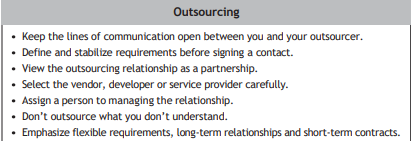 Outsourcing
• Keep the lines of communication open between you and your outsourcer.
• Define and stabilize requirements before signing a contact.
• View the outsourcing relationship as a partnership.
• Select the vendor, developer or service provider carefully.
• Assign a person to managing the relationship.
• Don't outsource what you don't understand.
• Emphasize flexible requirements, long-term relationships and short-term contracts.